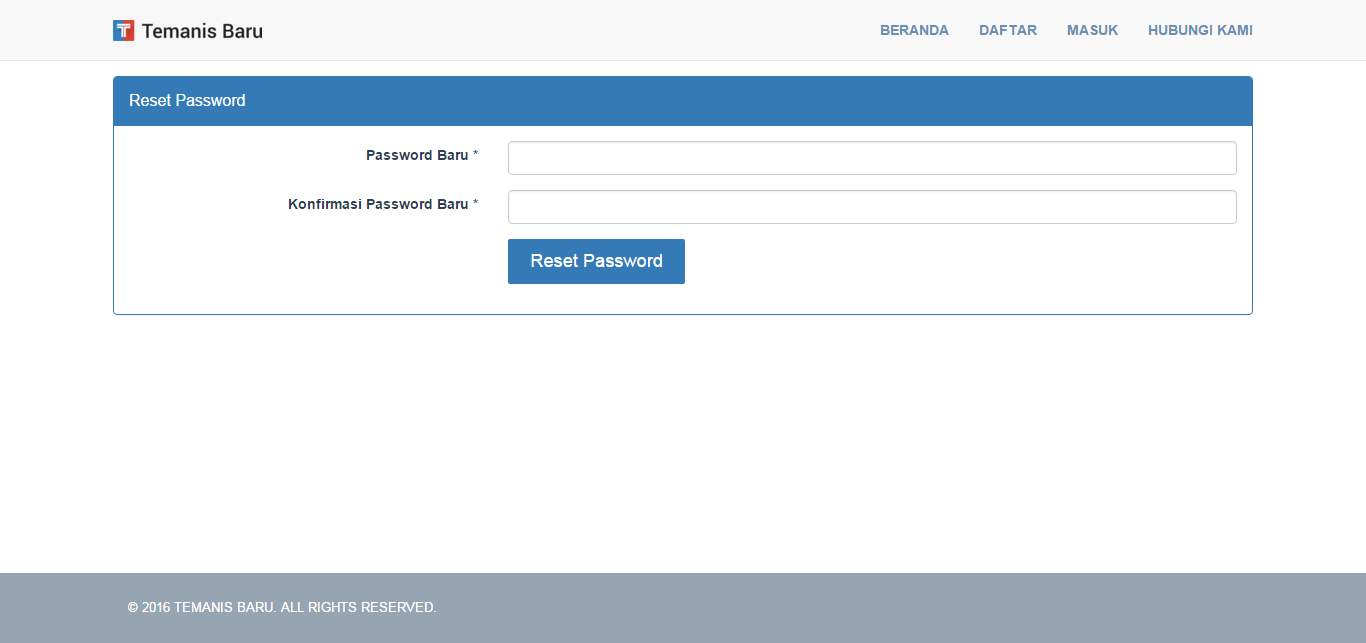 T Temanis Baru
BERANDA DAFTAR MASUK HUBUNGI KAMI
Reset Password
Password Baru *
Konfirmasi Password Baru *
Reset Password
© 2016 TEMANIS BARU. ALL RIGHTS RESERVED.